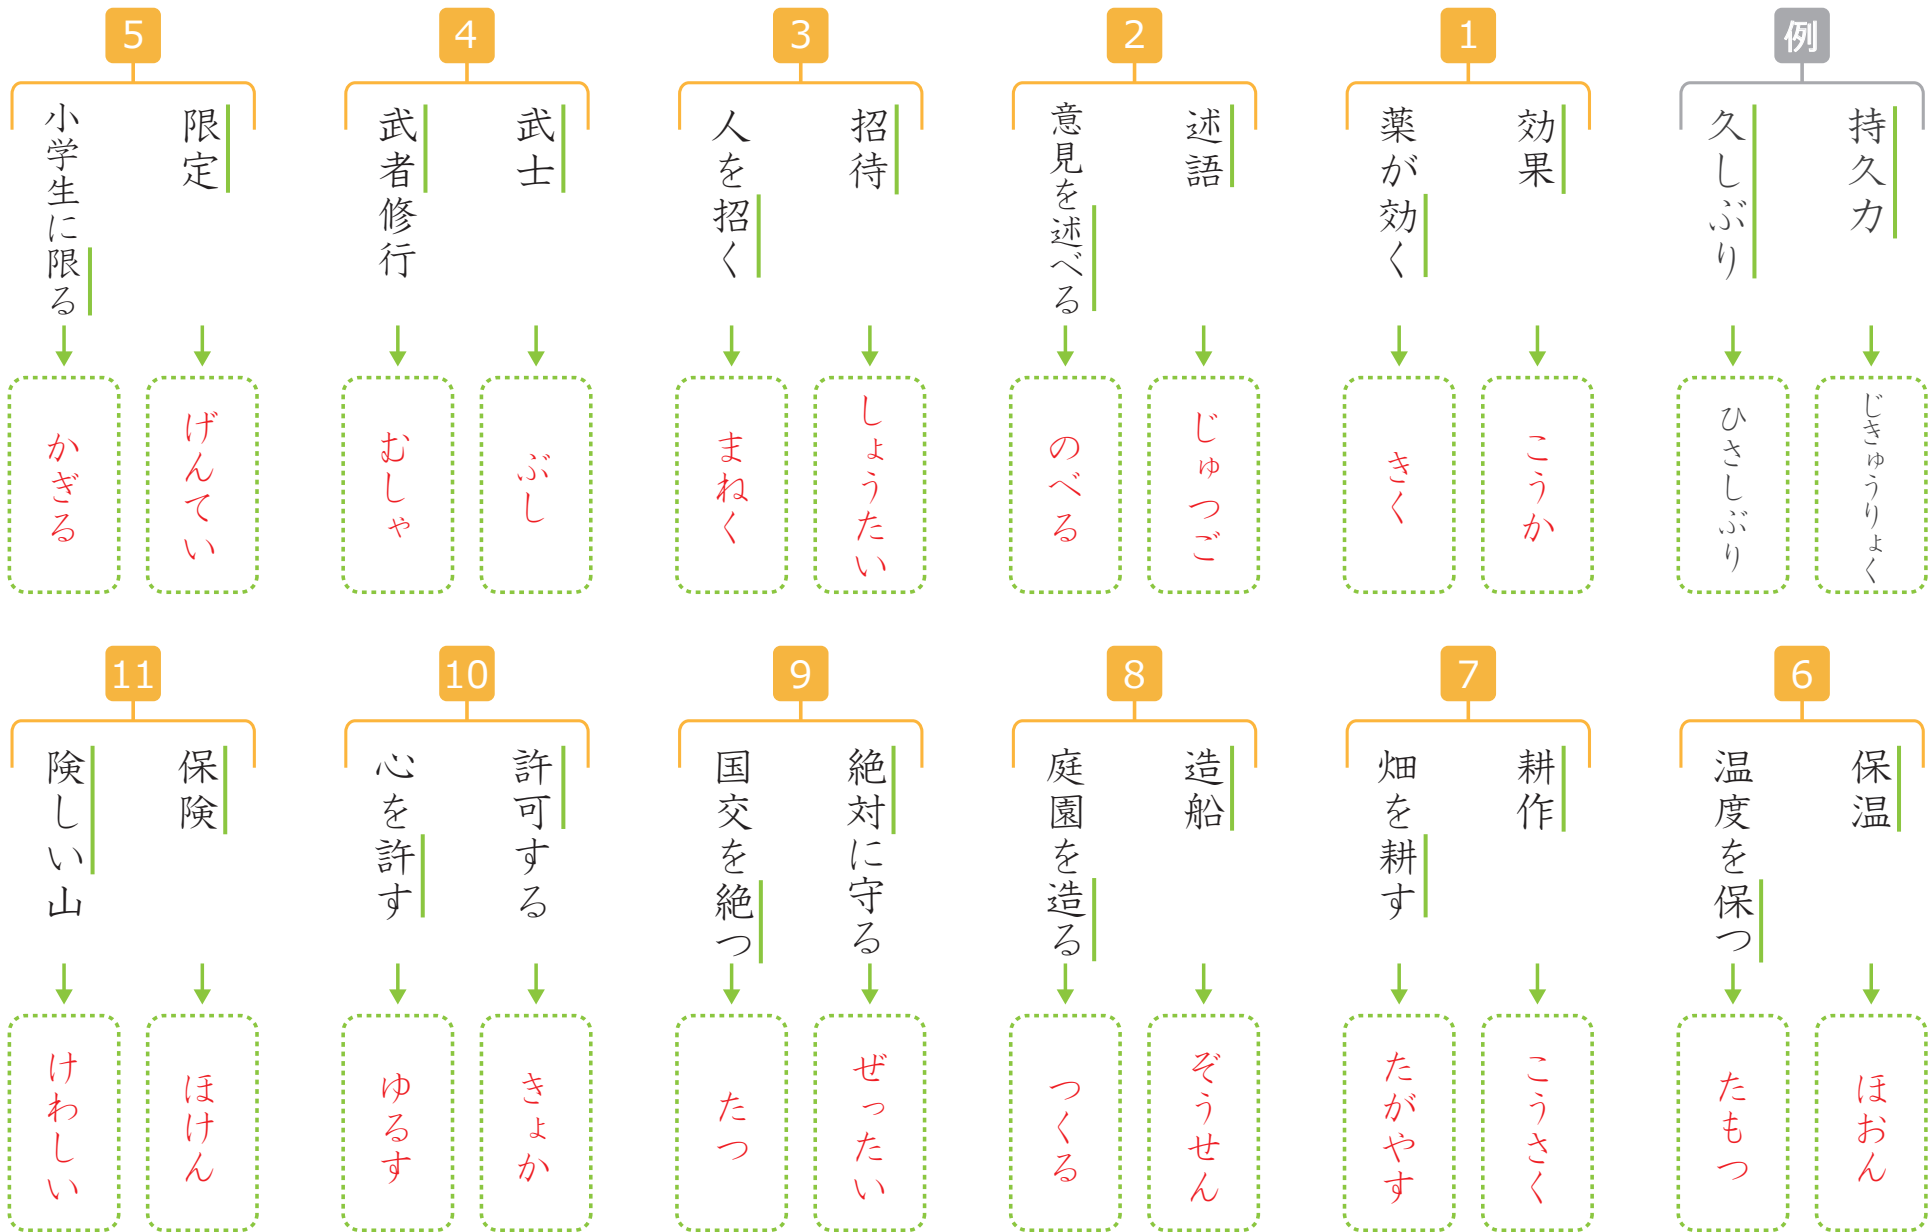 例
持久力
じきゅうりょく
久しぶり
ひさしぶり
1
効果
こうか
薬が効く
きく
2
述語
じゅつご
意見を述べる
のべる
3
招待
しょうたい
人を招く
まねく
4
武士
ぶし
武者修行
むしゃ
5
限定
げんてい
小学生に限る
かぎる
6
保温
ほおん
温度を保つ
たもつ
7
耕作
こうさく
畑を耕す
たがやす
8
造船
ぞうせん
庭園を造る
つくる
9
絶対に守る
ぜったい
国交を絶つ
たつ
10
許可する
きょか
心を許す
ゆるす
11
保険
ほけん
険しい山
けわしい